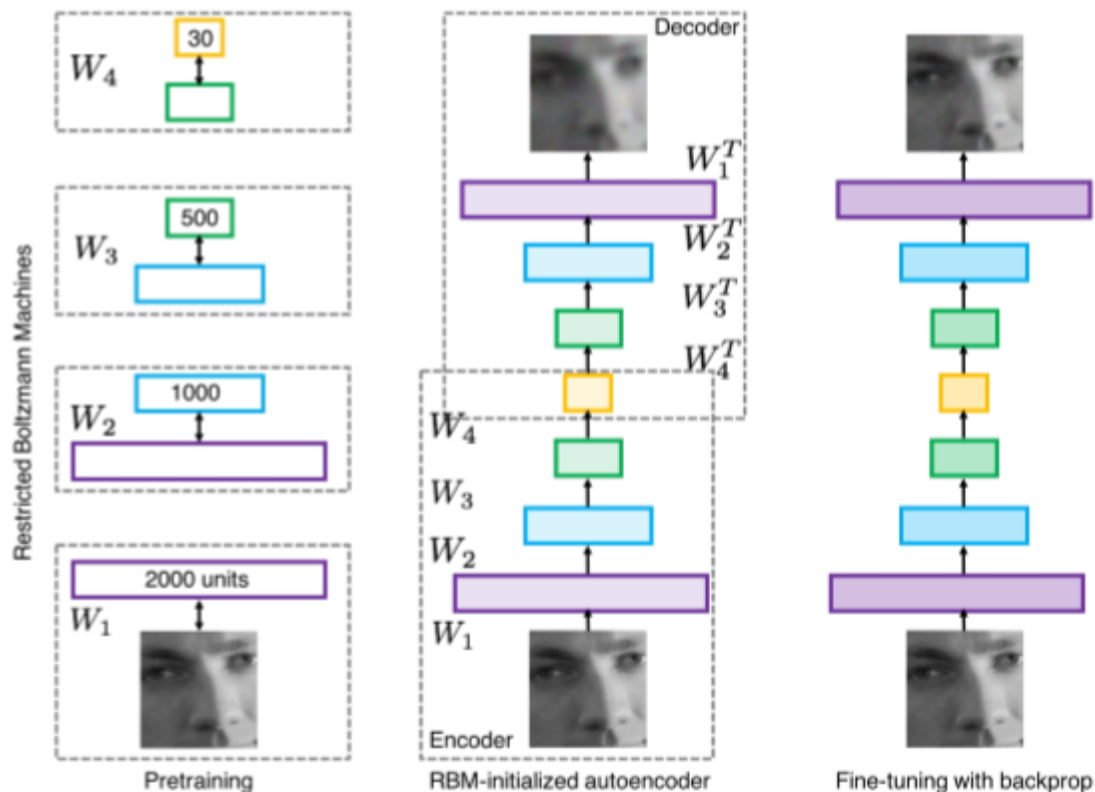 Restricted Boltzmann Machines
30
W_4
500
W_3
1000
W_2
2000 units
W_1
Pretraining
Decoder
W_1^T
W_2^T
W_3^T
W_4^T
W_4
W_3
W_2
W_1
Encoder
RBM-initialized autoencoder
Fine-tuning with backprop